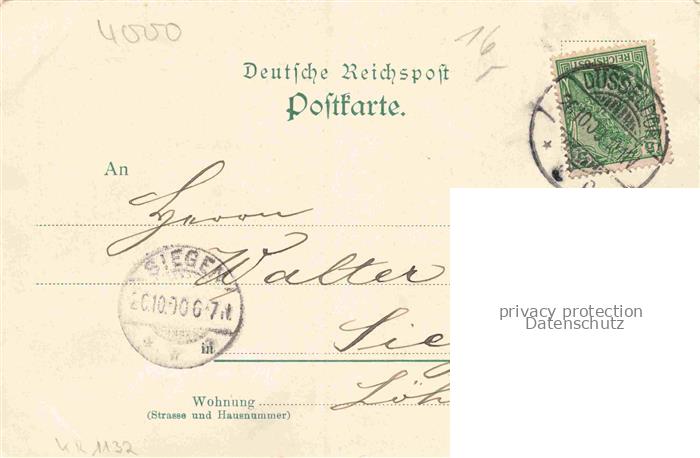 4000
16
Deutsche Reichspost
Postkarte.
REICHSPOST
DÜSSELDORF
An
Herrn
Walter
SIEGEN
26.10.00 6-7 N.
in
Sie
Löh
Wohnung
(Strasse und Hausnummer)
privacy protection
Datenschutz
KR 1132